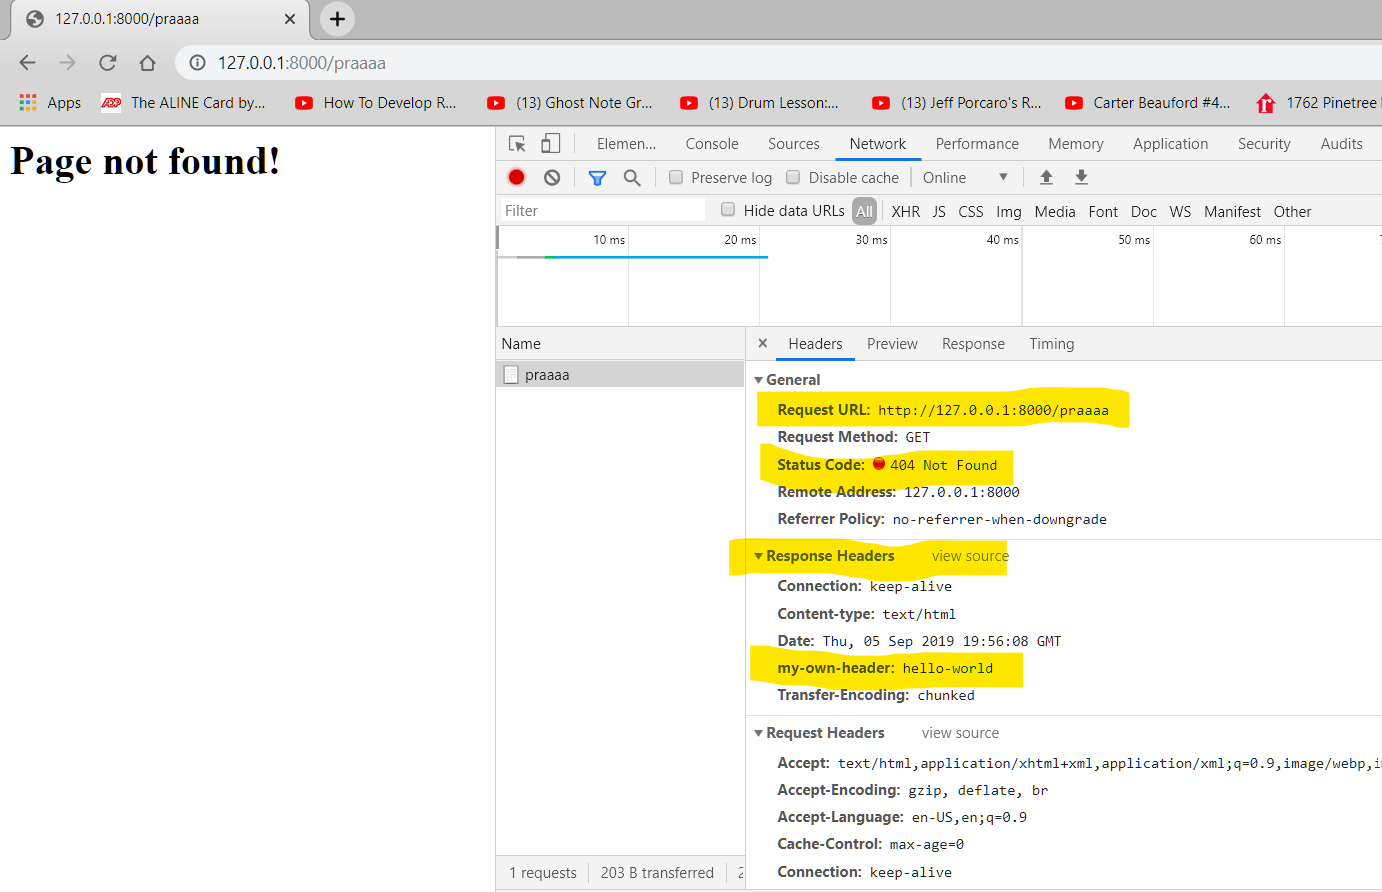 127.0.0.1:8000/praaaa
127.0.0.1:8000/praaaa
Apps The ALINE Card by... How To Develop R... (13) Ghost Note Gr... (13) Drum Lesson:... (13) Jeff Porcaro's R... Carter Beauford #4... 1762 Pinetree
Page not found!
Elemen... Console Sources Network Performance Memory Application Security Audits
Preserve log Disable cache Online
Filter Hide data URLs All XHR JS CSS Img Media Font Doc WS Manifest Other
10 ms 20 ms 30 ms 40 ms 50 ms 60 ms
Name
praaaa
1 requests 203 B transferred
Headers Preview Response Timing
General
Request URL: http://127.0.0.1:8000/praaaa
Request Method: GET
Status Code: 404 Not Found
Remote Address: 127.0.0.1:8000
Referrer Policy: no-referrer-when-downgrade
Response Headers view source
Connection: keep-alive
Content-type: text/html
Date: Thu, 05 Sep 2019 19:56:08 GMT
my-own-header: hello-world
Transfer-Encoding: chunked
Request Headers view source
Accept: text/html,application/xhtml+xml,application/xml;q=0.9,image/webp,i
Accept-Encoding: gzip, deflate, br
Accept-Language: en-US,en;q=0.9
Cache-Control: max-age=0
Connection: keep-alive